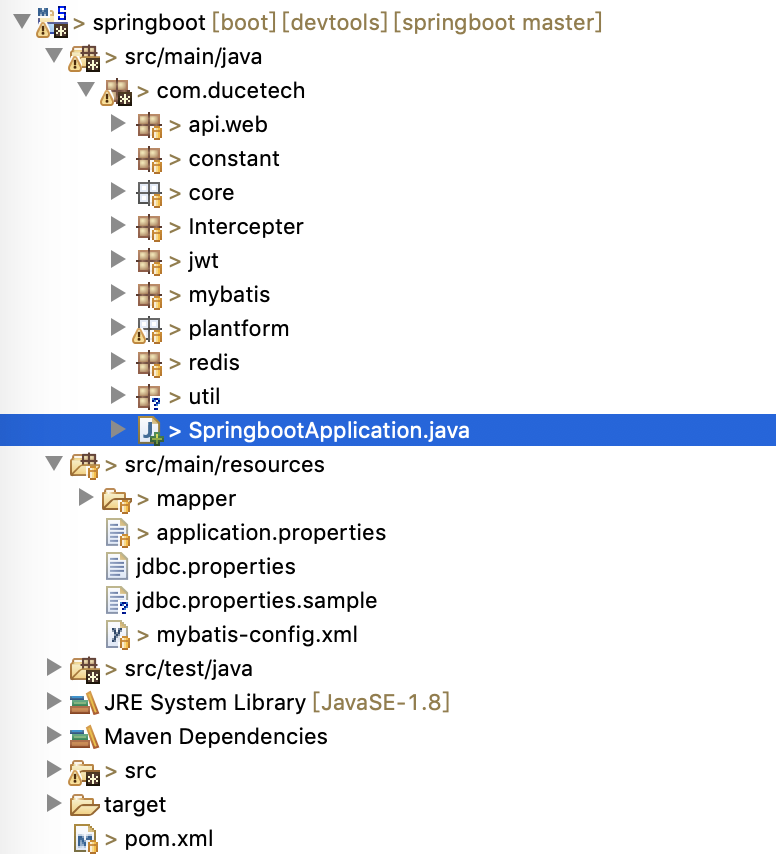 > springboot [boot] [devtools] [springboot master]
> src/main/java
> com.ducetech
> api.web
> constant
> core
> Intercepter
> jwt
> mybatis
> plantform
> redis
> util
> SpringbootApplication.java
> src/main/resources
> mapper
> application.properties
jdbc.properties
jdbc.properties.sample
> mybatis-config.xml
> src/test/java
JRE System Library [JavaSE-1.8]
Maven Dependencies
> src
target
> pom.xml